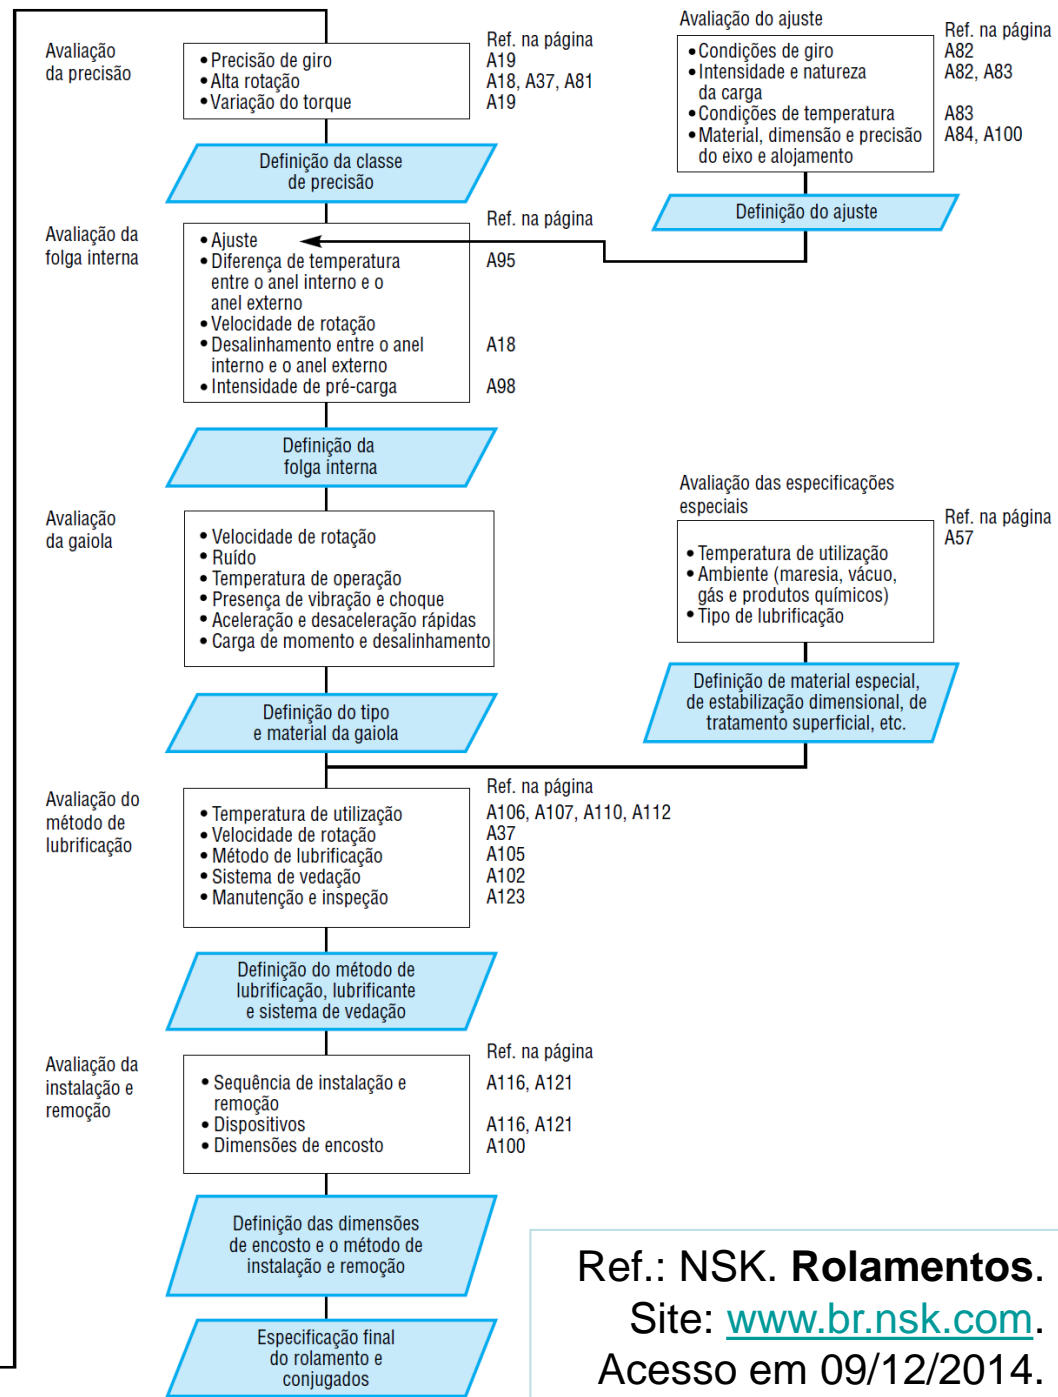 Avaliação
da precisão
• Precisão de giro
• Alta rotação
• Variação do torque
Ref. na página
A19
A18, A37, A81
A19
Definição da classe
de precisão
Avaliação do ajuste
• Condições de giro
• Intensidade e natureza
da carga
• Condições de temperatura
• Material, dimensão e precisão
do eixo e alojamento
Ref. na página
A82
A82, A83
A83
A84, A100
Definição do ajuste
Avaliação da
folga interna
• Ajuste
• Diferença de temperatura
entre o anel interno e o
anel externo
• Velocidade de rotação
• Desalinhamento entre o anel
interno e o anel externo
• Intensidade de pré-carga
Ref. na página
A95
A18
A98
Definição da
folga interna
Avaliação
da gaiola
• Velocidade de rotação
• Ruído
• Temperatura de operação
• Presença de vibração e choque
• Aceleração e desaceleração rápidas
• Carga de momento e desalinhamento
Definição do tipo
e material da gaiola
Avaliação das especificações
especiais
• Temperatura de utilização
• Ambiente (maresia, vácuo,
gás e produtos químicos)
• Tipo de lubrificação
Ref. na página
A57
Definição de material especial,
de estabilização dimensional, de
tratamento superficial, etc.
Avaliação do
método de
lubrificação
• Temperatura de utilização
• Velocidade de rotação
• Método de lubrificação
• Sistema de vedação
• Manutenção e inspeção
Ref. na página
A106, A107, A110, A112
A37
A105
A102
A123
Definição do método de
lubrificação, lubrificante
e sistema de vedação
Avaliação da
instalação e
remoção
• Sequência de instalação e
remoção
• Dispositivos
• Dimensões de encosto
Ref. na página
A116, A121
A116, A121
A100
Definição das dimensões
de encosto e o método de
instalação e remoção
Especificação final
do rolamento e
conjugados
Ref.: NSK. Rolamentos.
Site: www.br.nsk.com.
Acesso em 09/12/2014.